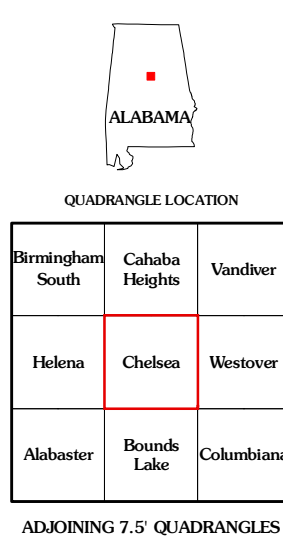 ALABAMA
QUADRANGLE LOCATION
Birmingham
South
Cahaba
Heights
Vandiver
Helena
Chelsea
Westover
Alabaster
Bounds
Lake
Columbiana
ADJOINING 7.5' QUADRANGLES